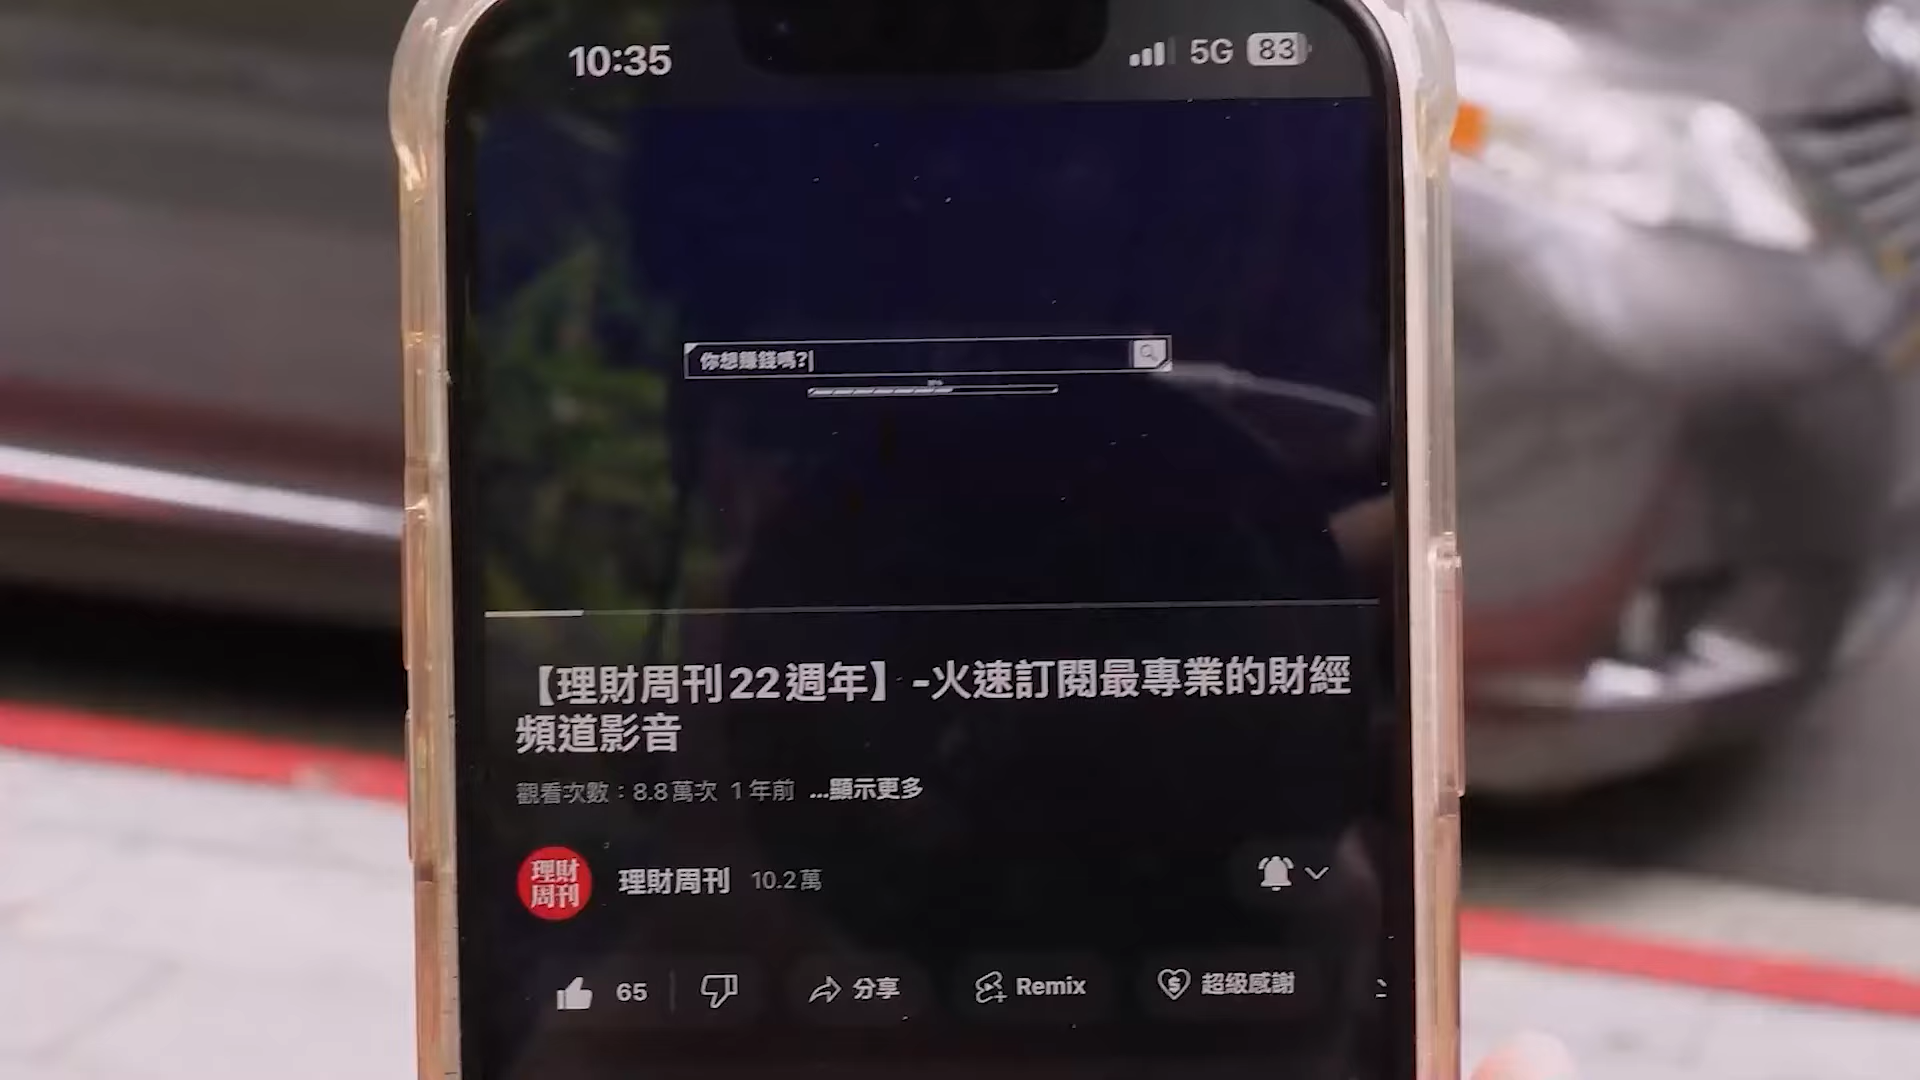 10:35
5G 83
你想賺錢嗎?
【理財周刊22週年】-火速訂閱最專業的財經
頻道影音
觀看次數：8.8萬次 1年前 ...顯示更多
理財
周刊
理財周刊 10.2萬
65 分享 Remix 超級感謝